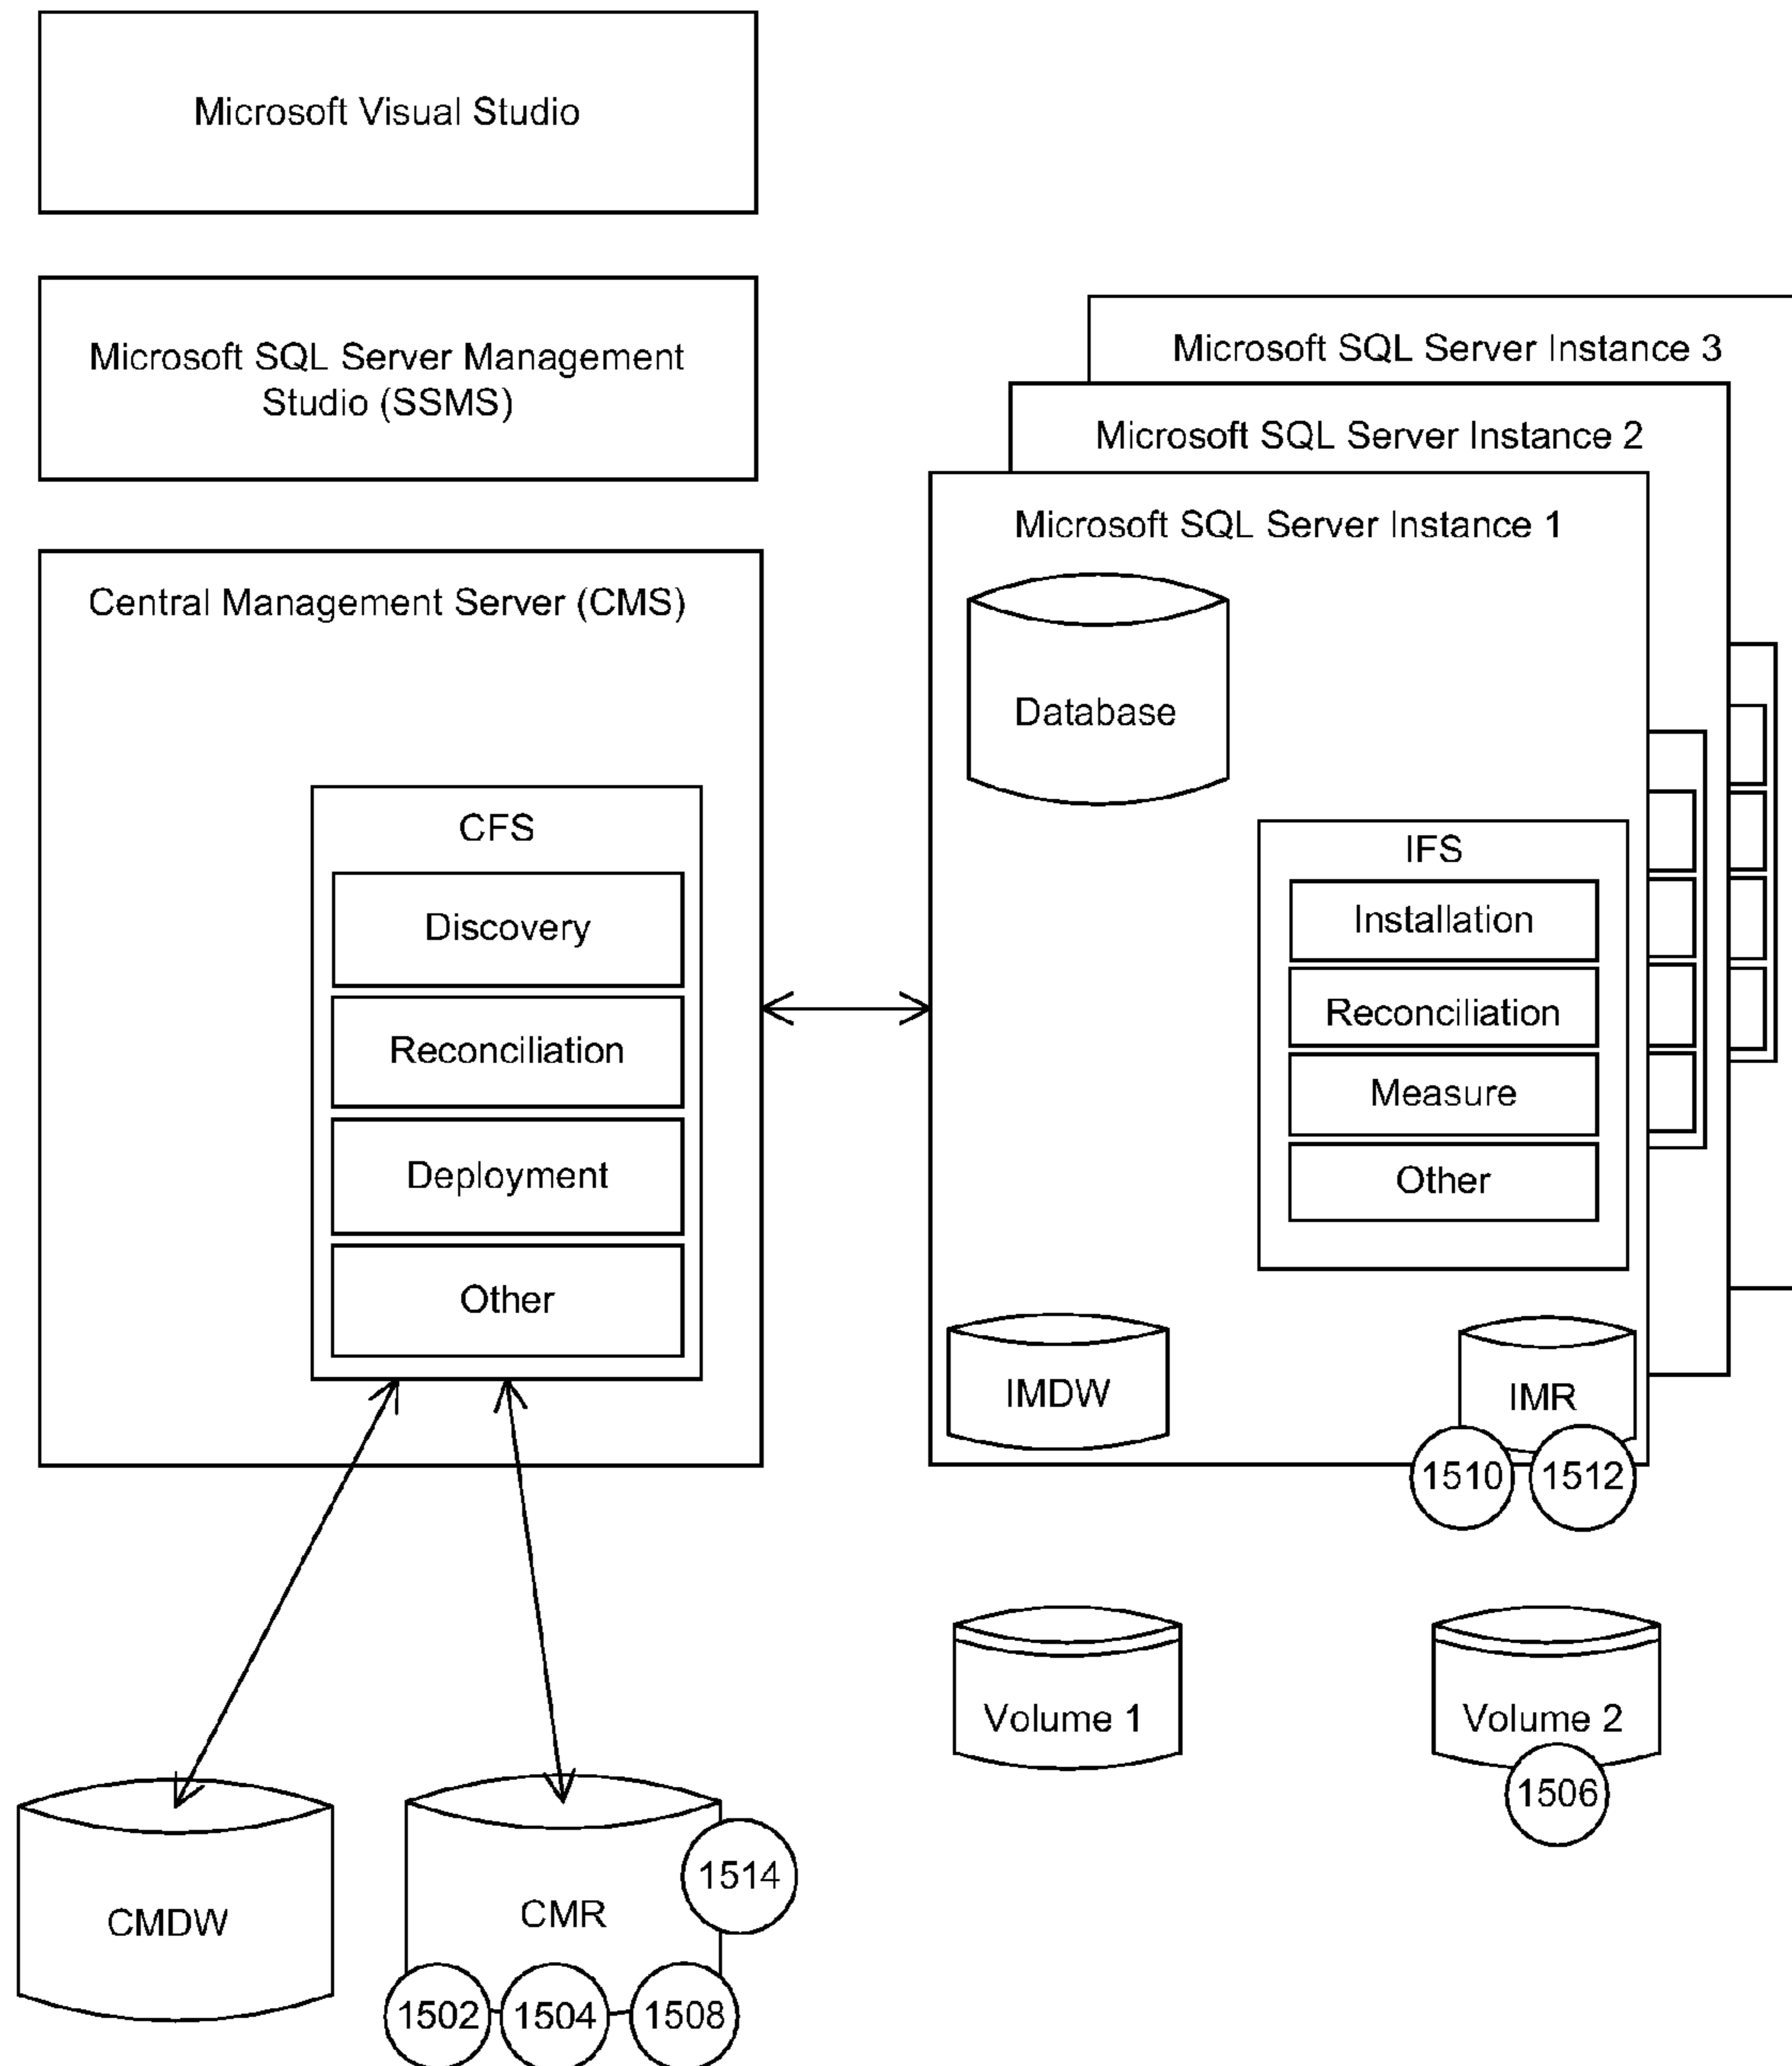 Microsoft Visual Studio
Microsoft SQL Server Management
Studio (SSMS)
Central Management Server (CMS)
CFS
Discovery
Reconciliation
Deployment
Other
Microsoft SQL Server Instance 3
Microsoft SQL Server Instance 2
Microsoft SQL Server Instance 1
Database
IFS
Installation
Reconciliation
Measure
Other
IMDW
IMR
1510
1512
Volume 1
Volume 2
1506
CMDW
CMR
1514
1502
1504
1508